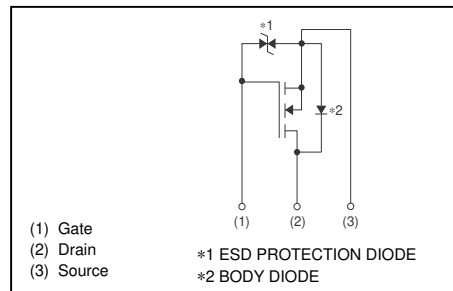 *1
*2
(1) (2) (3)
(1) Gate
(2) Drain
(3) Source
*1 ESD PROTECTION DIODE
*2 BODY DIODE